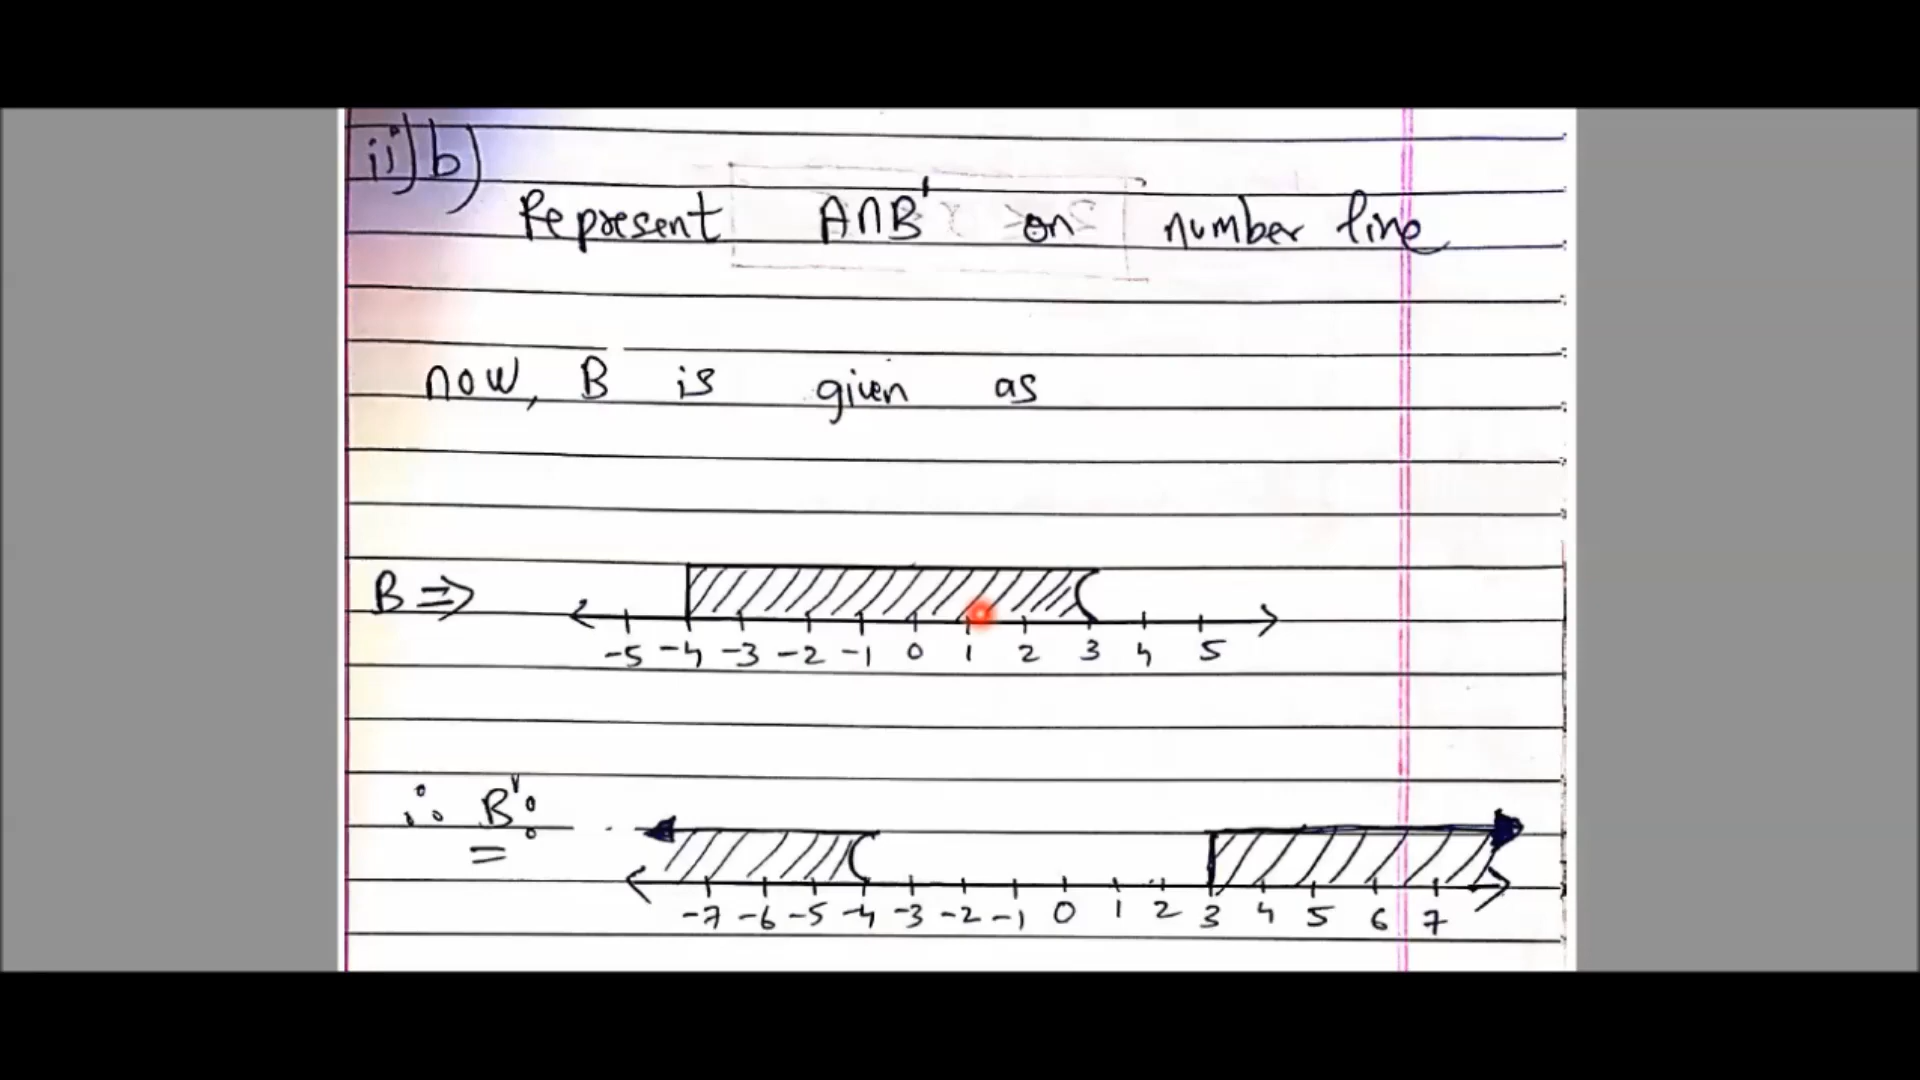 ii) b)
Represent A∩B' on number line
now, B is given as
B ⇒
-5 -4 -3 -2 -1 0 1 2 3 4 5
∴ B':
-7 -6 -5 -4 -3 -2 -1 0 1 2 3 4 5 6 7